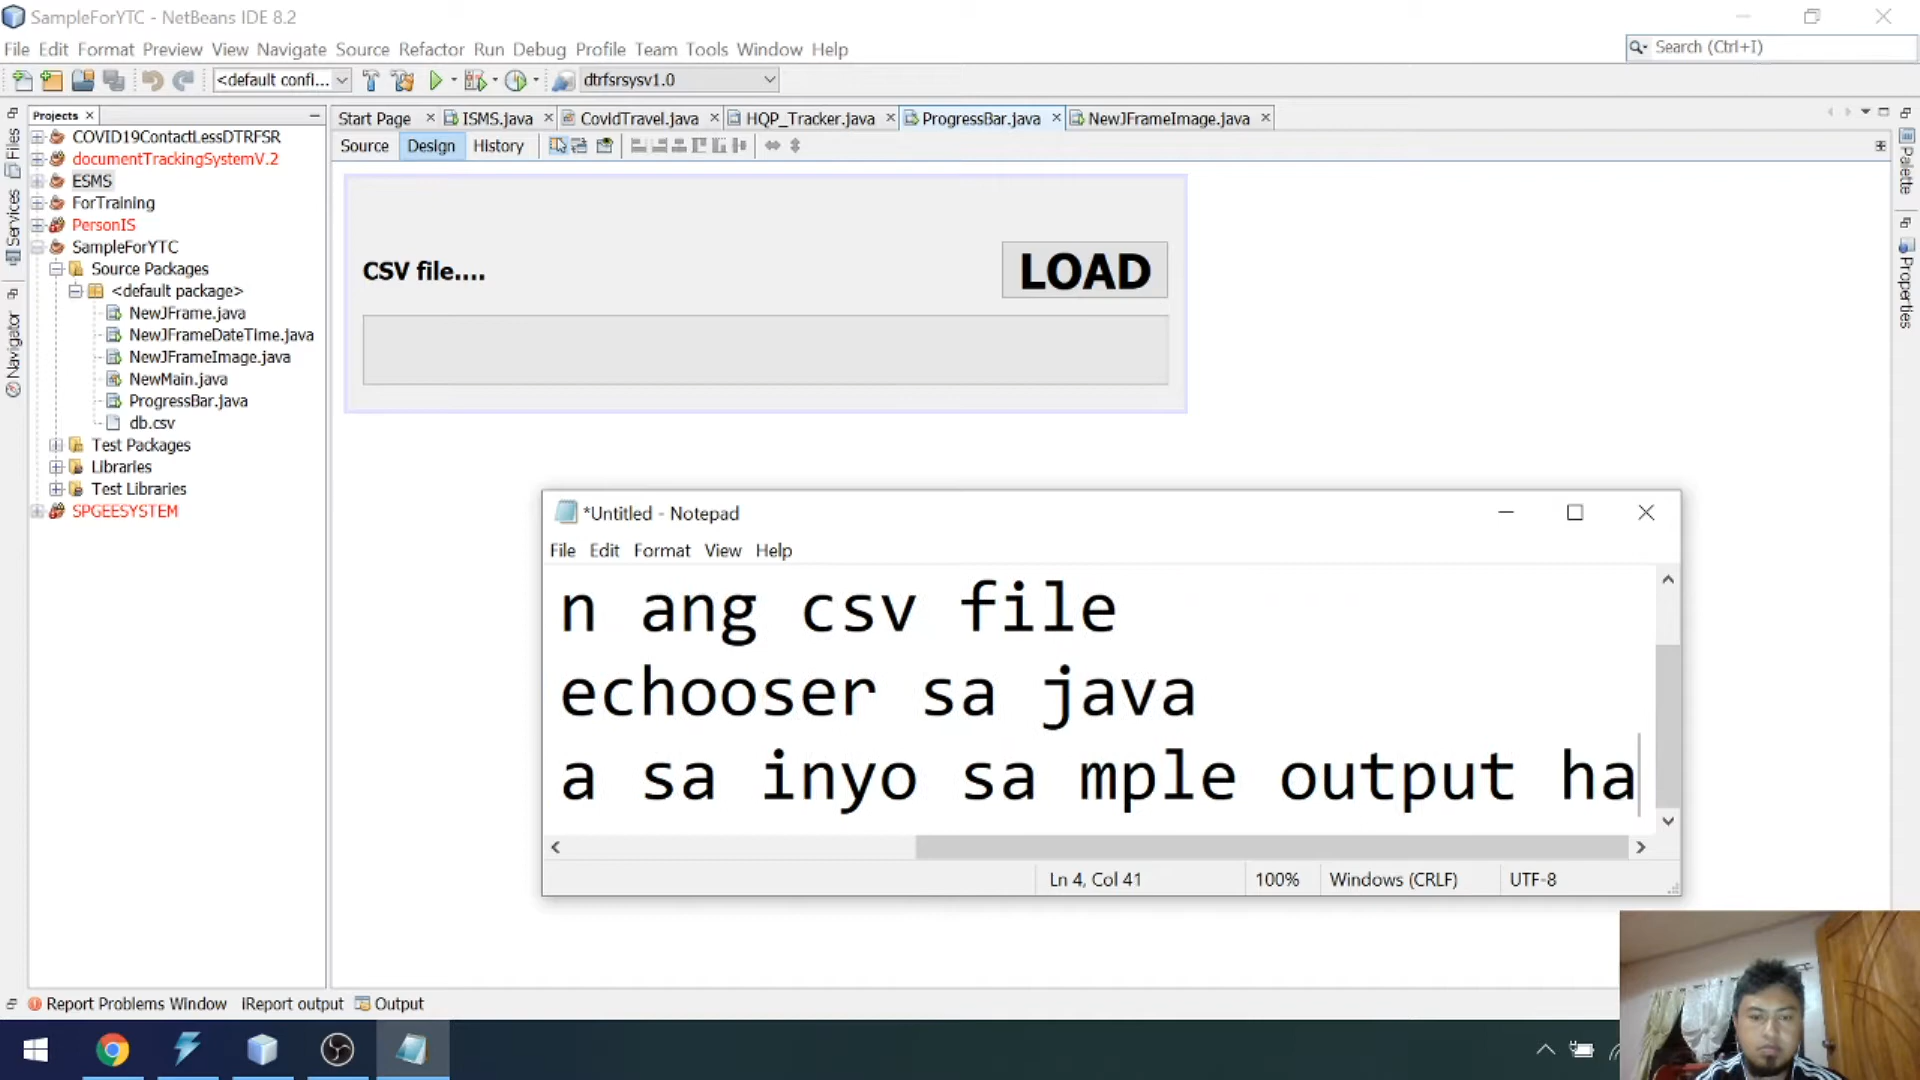 SampleForYTC - NetBeans IDE 8.2
File Edit Format Preview View Navigate Source Refactor Run Debug Profile Team Tools Window Help
Search (Ctrl+I)
<default confi...
dtrfsrsysv1.0
Projects
Start Page
ISMS.java
CovidTravel.java
HQP_Tracker.java
ProgressBar.java
NewJFrameImage.java
Source Design History
Files
Services
Navigator
Palette
Properties
COVID19ContactLessDTRFSR
documentTrackingSystemV.2
ESMS
ForTraining
PersonIS
SampleForYTC
Source Packages
<default package>
NewJFrame.java
NewJFrameDateTime.java
NewJFrameImage.java
NewMain.java
ProgressBar.java
db.csv
Test Packages
Libraries
Test Libraries
SPGEESYSTEM
CSV file....
LOAD
*Untitled - Notepad
File Edit Format View Help
n ang csv file
echooser sa java
a sa inyo sa mple output ha
Ln 4, Col 41
100%
Windows (CRLF)
UTF-8
Report Problems Window
IReport output
Output